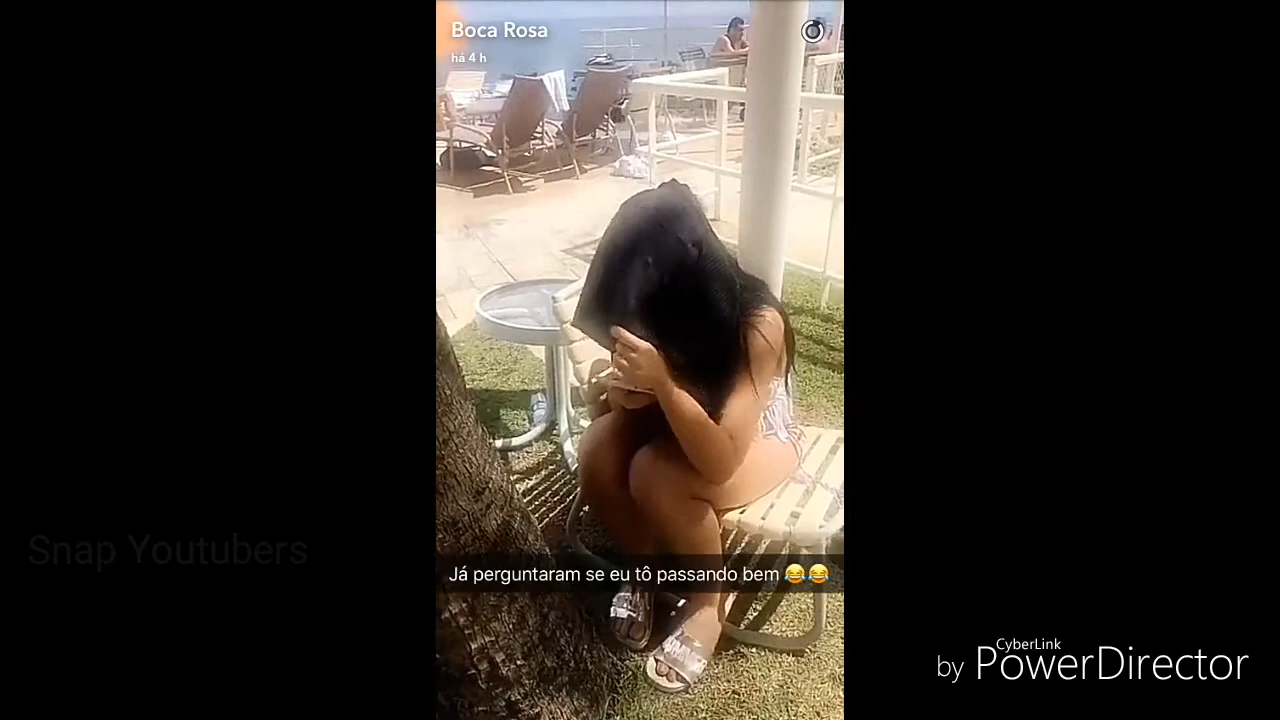 Boca Rosa
há 4 h
Snap Youtubers
Já perguntaram se eu tô passando bem 😂😂
CyberLink
by PowerDirector